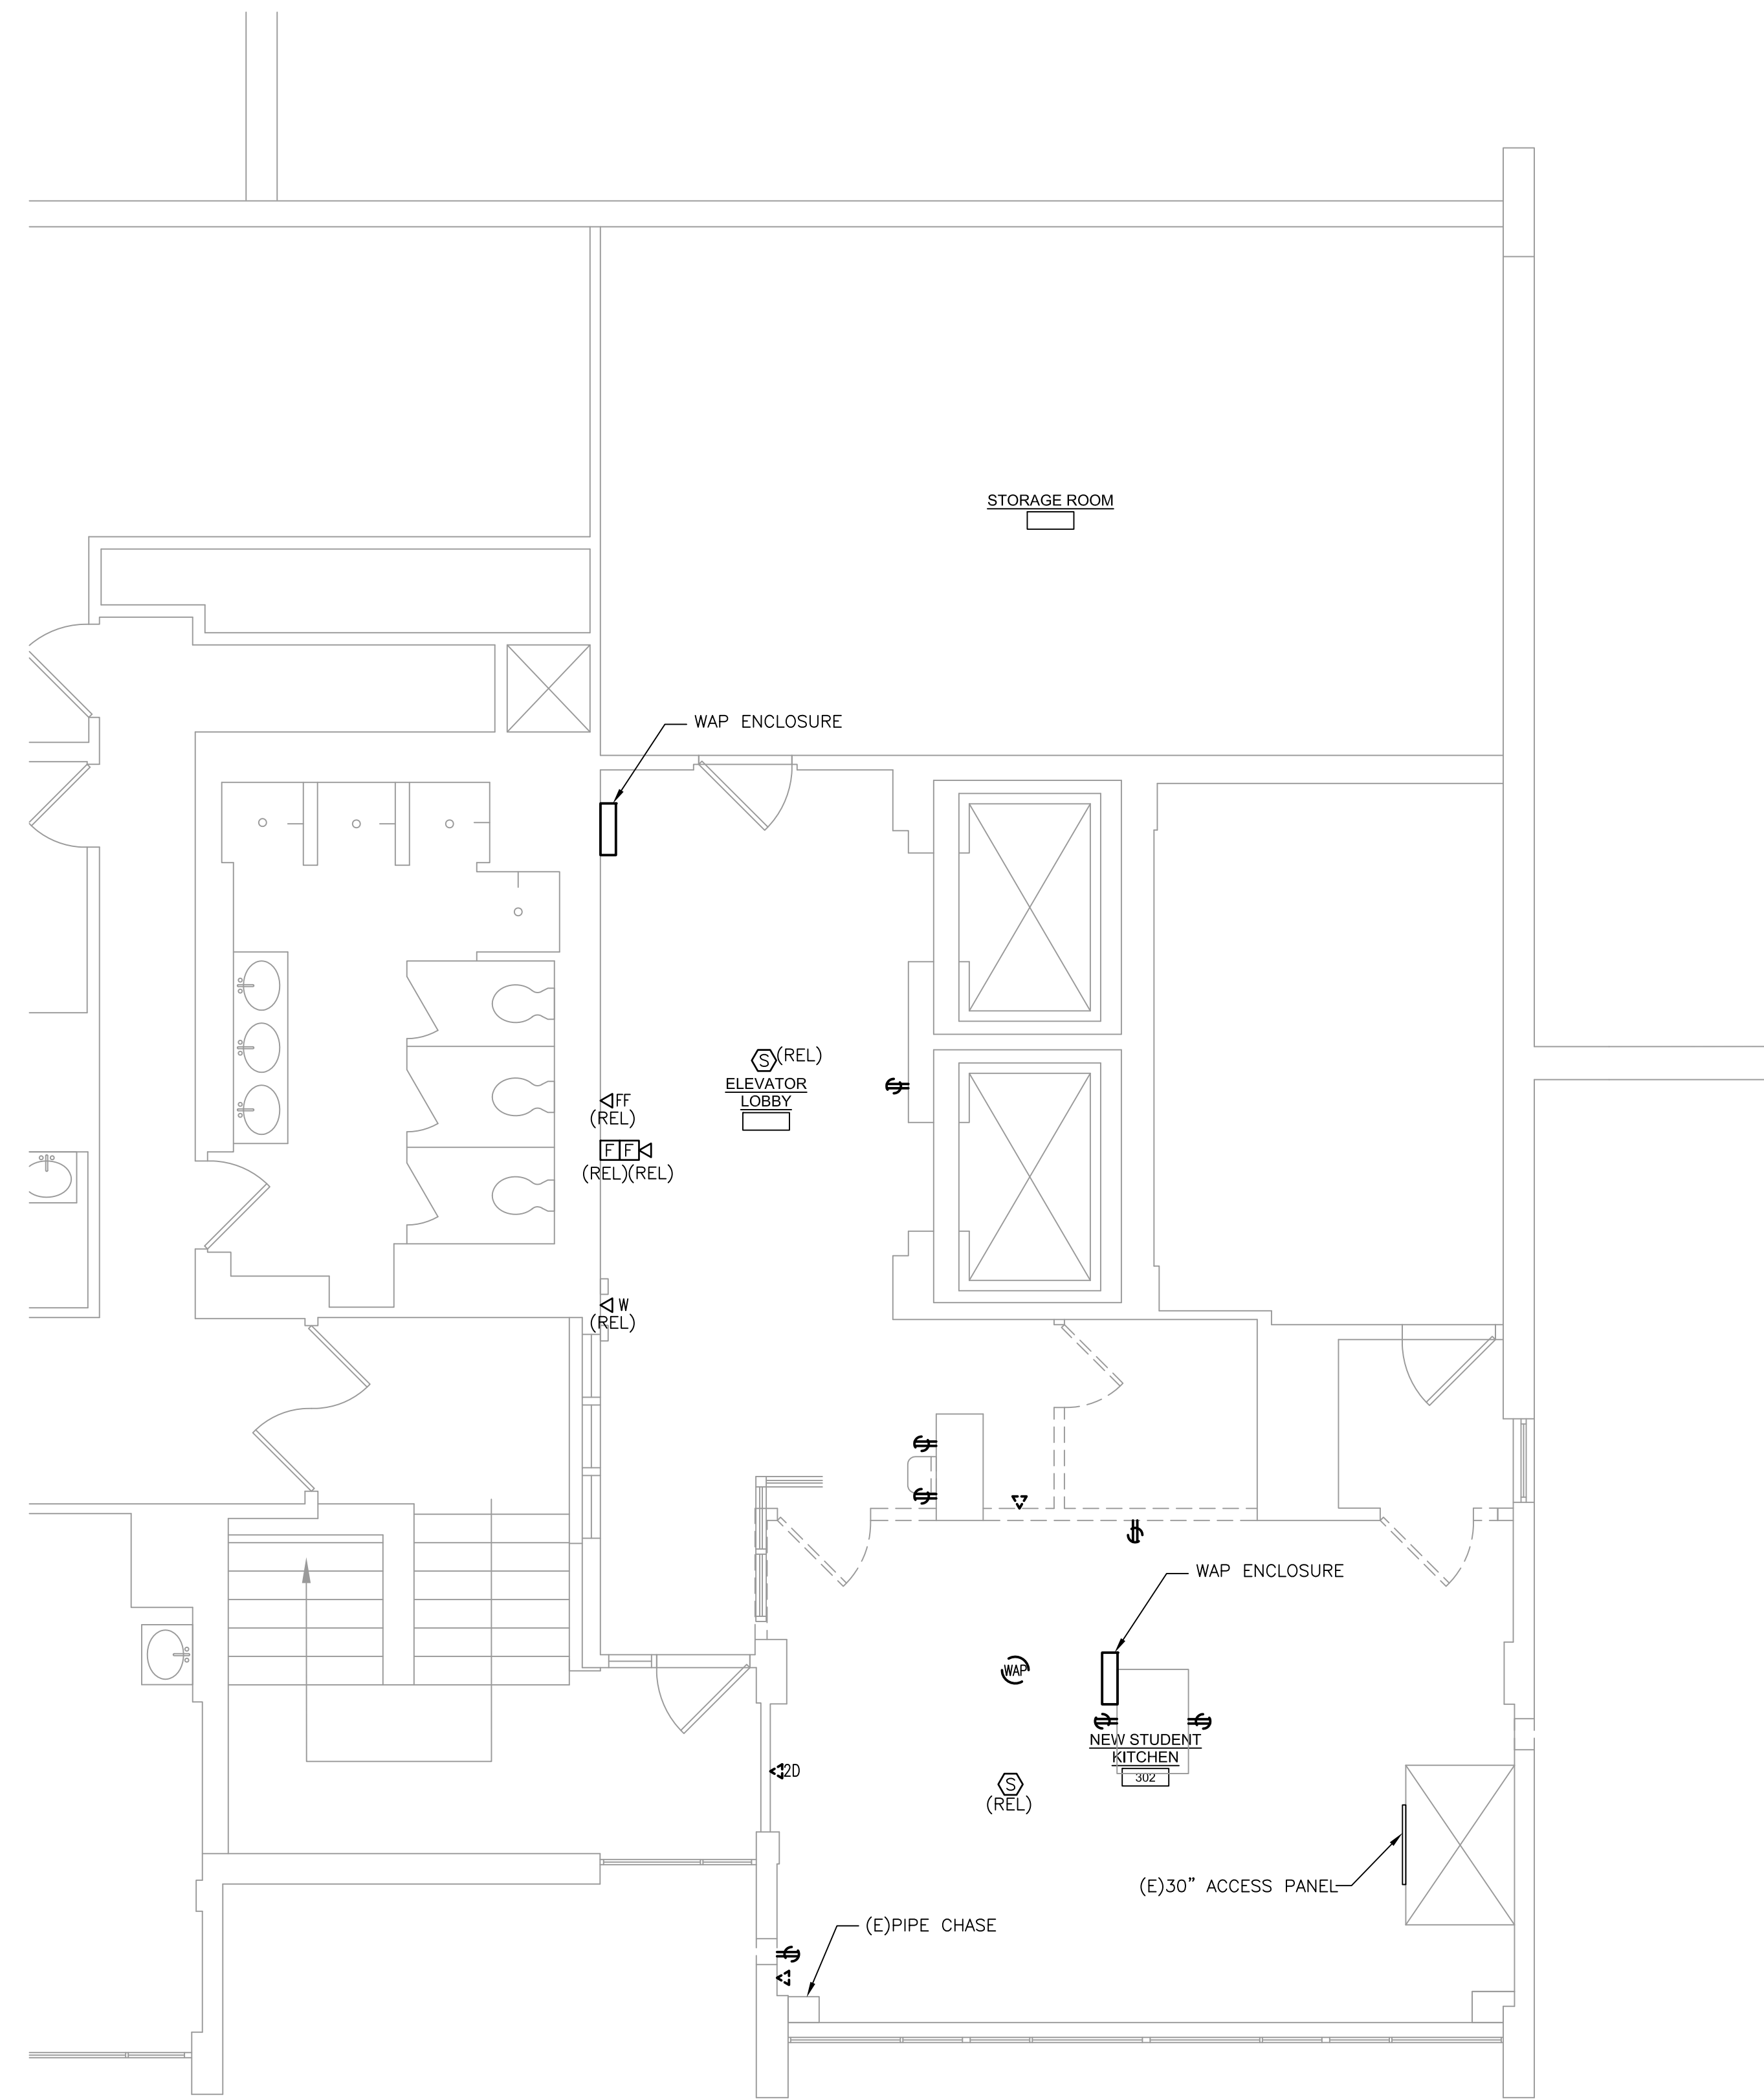 STORAGE ROOM
WAP ENCLOSURE
S (REL)
ELEVATOR
LOBBY
FF
(REL)
F F
(REL)(REL)
W
(REL)
WAP ENCLOSURE
WAP
NEW STUDENT
KITCHEN
302
2D
S
(REL)
(E)30" ACCESS PANEL
(E)PIPE CHASE